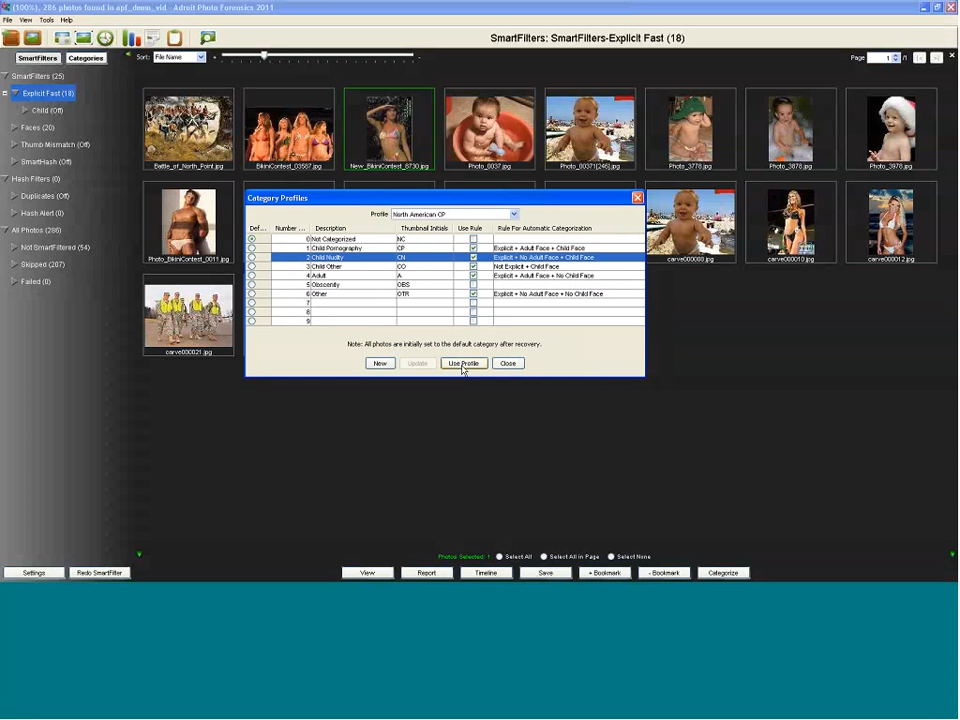 (100%), 286 photos found in apf_demo_vid - Adroit Photo Forensics 2011
File View Tools Help
SmartFilters: SmartFilters-Explicit Fast (18)
SmartFilters Categories
Sort: File Name - + -
Page 1 /1
SmartFilters (25)
Explicit Fast (18)
Child (Off)
Faces (20)
Thumb Mismatch (Off)
SmartHash (Off)
Hash Filters (0)
Duplicates (Off)
Hash Alert (0)
All Photos (286)
Not SmartFiltered (54)
Skipped (207)
Failed (0)
Battle_of_North_Point.jpg
BikiniContest_03587.jpg
New_BikiniContest_8730.jpg
Photo_0037.jpg
Photo_00371[246].jpg
Photo_3778.jpg
Photo_3878.jpg
Photo_3978.jpg
Photo_BikiniContest_0011.jpg
carve000008.jpg
carve000010.jpg
carve000012.jpg
carve000021.jpg
Category Profiles
Profile North American CP
Def... Number ... Description Thumbnail Initials Use Rule Rule For Automatic Categorization
0 Not Categorized NC
1 Child Pornography CP Explicit + Adult Face + Child Face
2 Child Nudity CN Explicit + No Adult Face + Child Face
3 Child Other CO Not Explicit + Child Face
4 Adult A Explicit + Adult Face + No Child Face
5 Obscenity OBS
6 Other OTR Explicit + No Adult Face + No Child Face
7
8
9
Note: All photos are initially set to the default category after recovery.
New Update Use Profile Close
Photos Selected: 1 Select All Select All in Page Select None
Settings Redo SmartFilter View Report Timeline Save + Bookmark - Bookmark Categorize